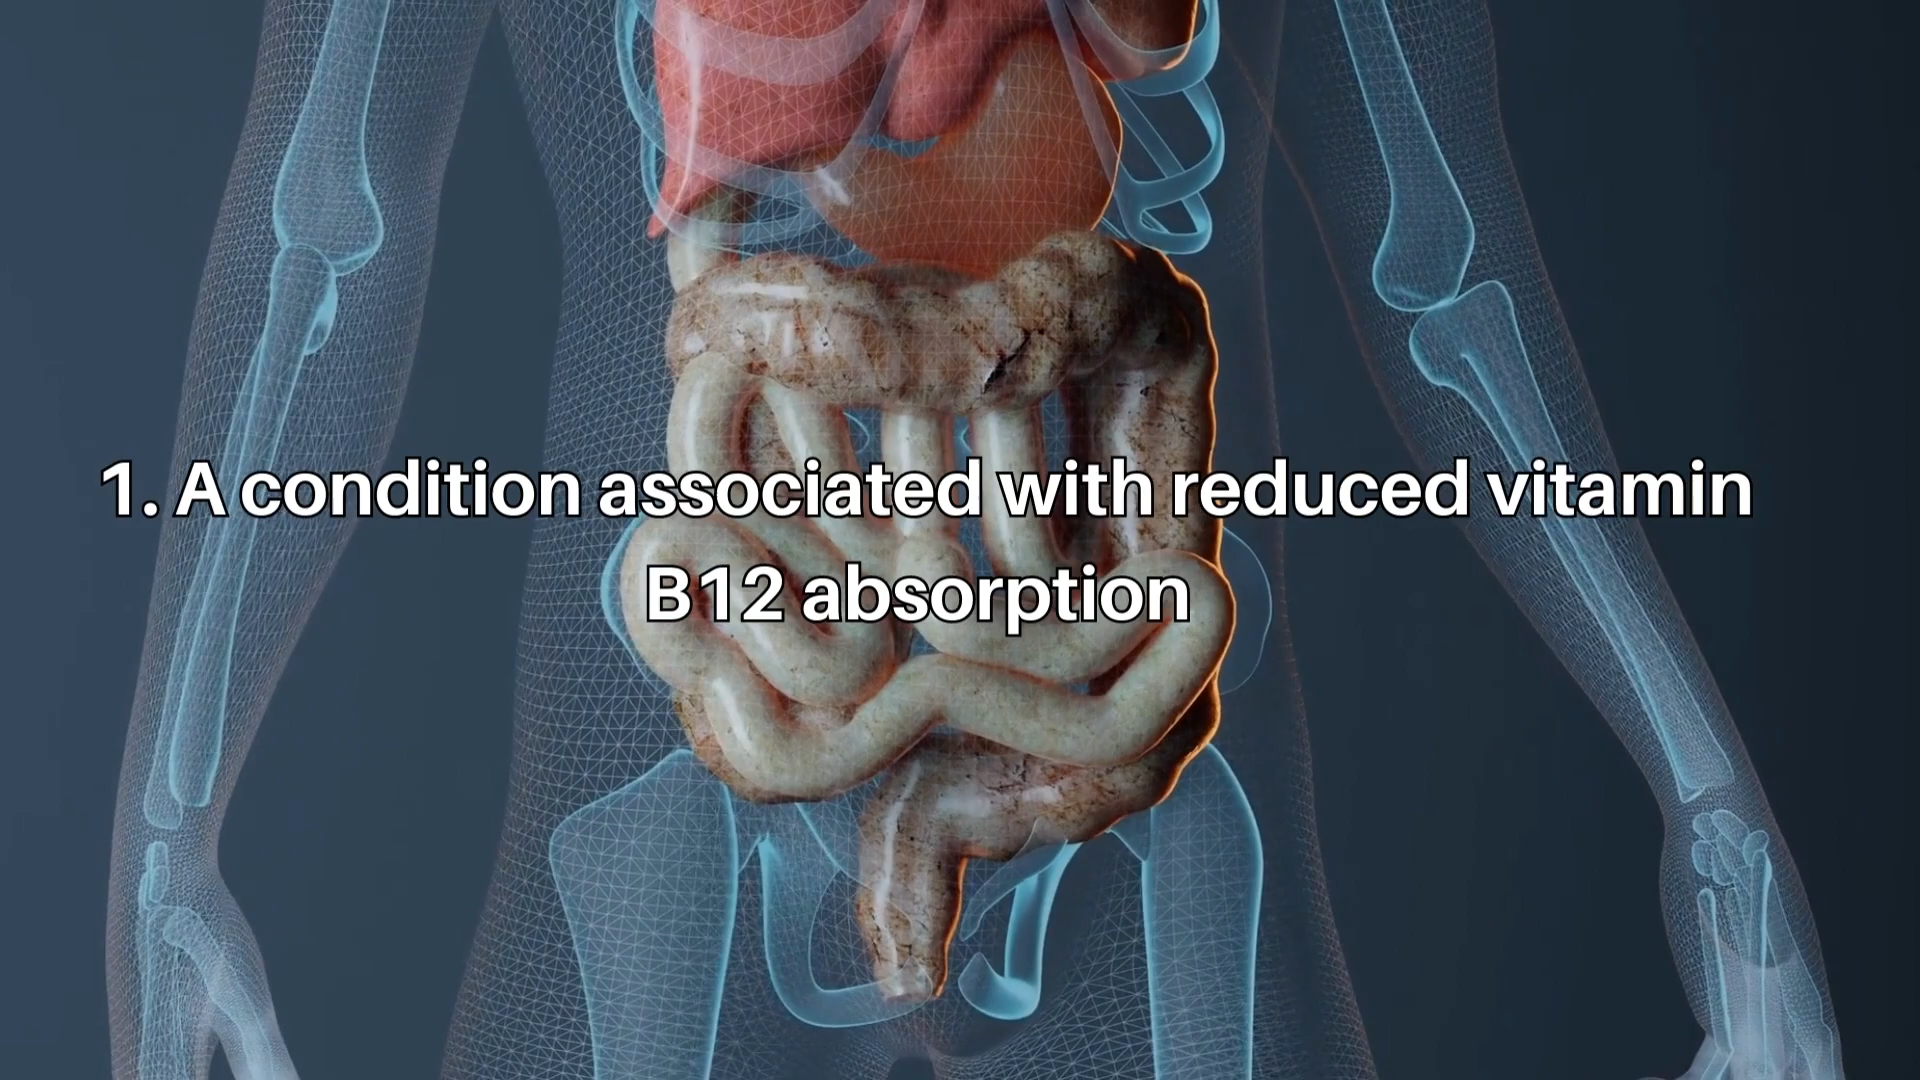 1. A condition associated with reduced vitamin
B12 absorption